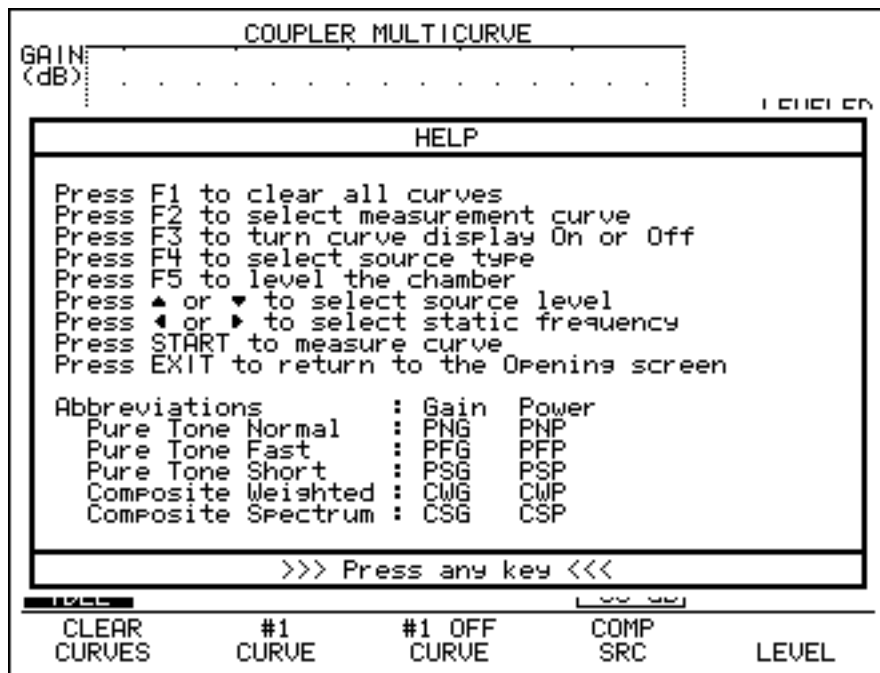 COUPLER MULTICURVE
GAIN
(dB)
LEVELED
HELP
Press F1 to clear all curves
Press F2 to select measurement curve
Press F3 to turn curve display On or Off
Press F4 to select source type
Press F5 to level the chamber
Press ▲ or ▼ to select source level
Press ◀ or ▶ to select static frequency
Press START to measure curve
Press EXIT to return to the Opening screen
Abbreviations : Gain Power
Pure Tone Normal : PNG PNP
Pure Tone Fast : PFG PFP
Pure Tone Short : PSG PSP
Composite Weighted : CWG CWP
Composite Spectrum : CSG CSP
>>> Press any key <<<
CLEAR CURVES
#1 CURVE
#1 OFF CURVE
COMP SRC
LEVEL